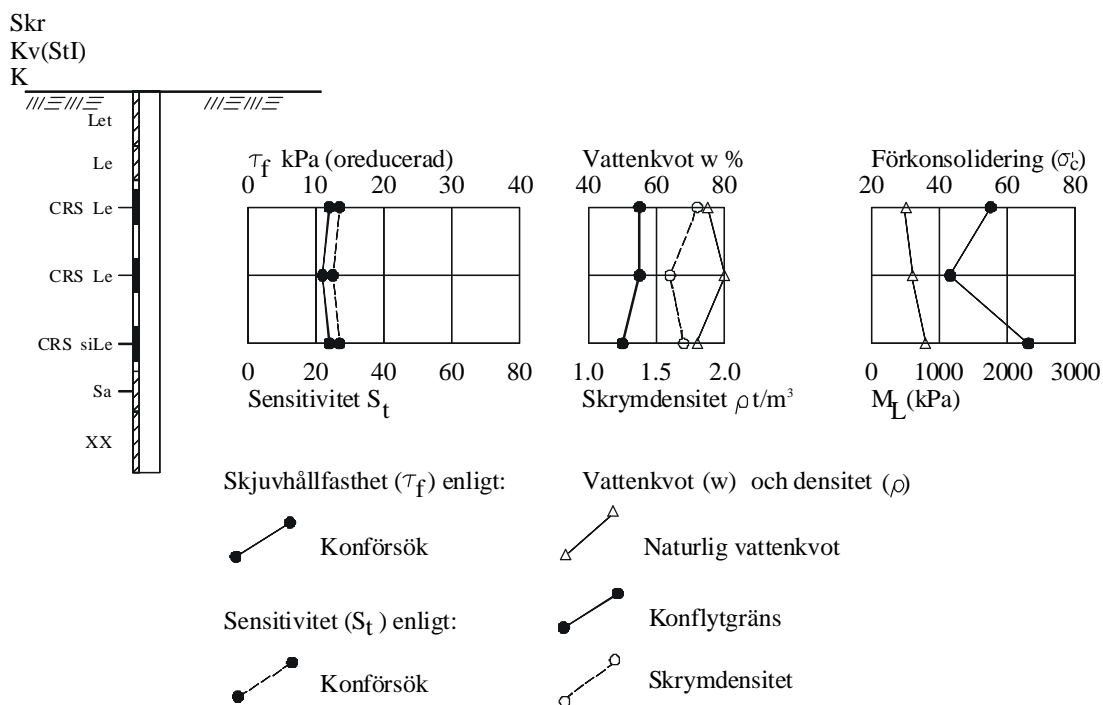 Skr
Kv(StI)
K
Let
Le
CRS Le
CRS Le
CRS siLe
Sa
XX
τf kPa (oreducerad)
0 10 20 30 40
0 20 40 60 80
Sensitivitet St
Vattenkvot w %
40 60 80
1.0 1.5 2.0
Skrymdensitet ρ t/m³
Förkonsolidering (σ'c)
20 40 60 80
0 1000 2000 3000
ML (kPa)
Skjuvhållfasthet (τf) enligt:
Konförsök
Sensitivitet (St) enligt:
Konförsök
Vattenkvot (w) och densitet (ρ)
Naturlig vattenkvot
Konflytgräns
Skrymdensitet